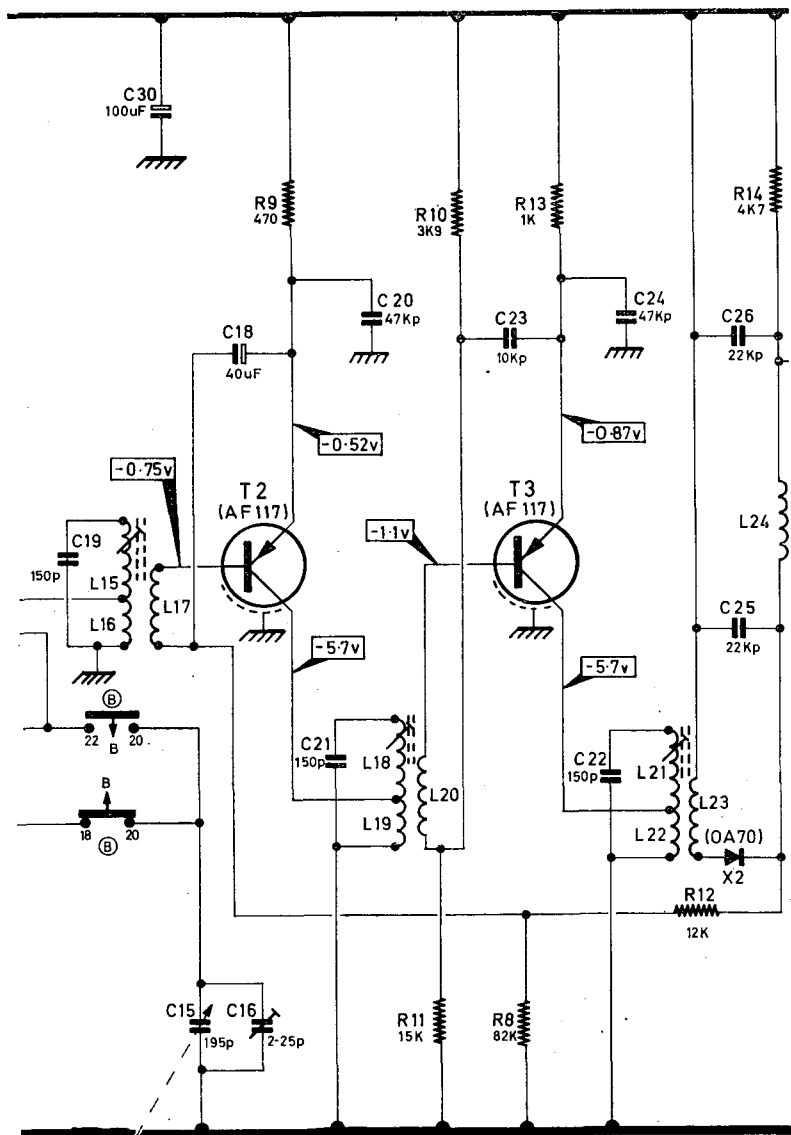 C30
100uF
R9
470
R10
3K9
R13
1K
R14
4K7
C20
47Kp
C24
47Kp
C18
40uF
C23
10Kp
C26
22Kp
-0·52v
-0·87v
-0·75v
T2
(AF117)
T3
(AF117)
-1·1v
L24
C19
150p
L15
L17
L16
C25
22Kp
-5·7v
-5·7v
B
22
B
20
C21
150p
L18
L20
L19
C22
150p
L21
L23
L22
(OA70)
X2
B
18
20
B
R12
12K
C15
195p
C16
2-25p
R11
15K
R8
82K